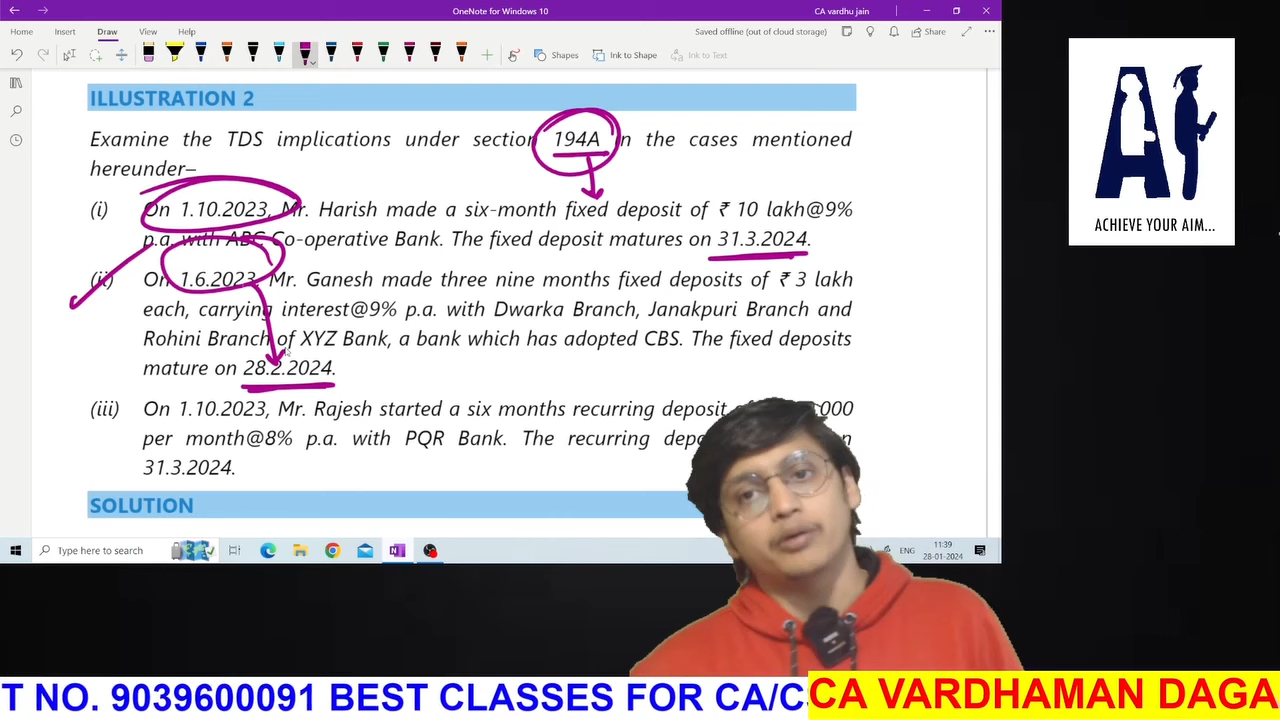 OneNote for Windows 10
CA vardhu jain
Home Insert Draw View Help
Saved offline (out of cloud storage)
Share
Shapes
Ink to Shape
Ink to Text
ILLUSTRATION 2
Examine the TDS implications under section 194A in the cases mentioned
hereunder–
(i) On 1.10.2023, Mr. Harish made a six-month fixed deposit of ₹ 10 lakh@9%
p.a. with ABC Co-operative Bank. The fixed deposit matures on 31.3.2024.
(ii) On 1.6.2023, Mr. Ganesh made three nine months fixed deposits of ₹ 3 lakh
each, carrying interest@9% p.a. with Dwarka Branch, Janakpuri Branch and
Rohini Branch of XYZ Bank, a bank which has adopted CBS. The fixed deposits
mature on 28.2.2024.
(iii) On 1.10.2023, Mr. Rajesh started a six months recurring deposit
per month@8% p.a. with PQR Bank. The recurring
31.3.2024.
SOLUTION
Type here to search
ENG
11:39
28-01-2024
ACHIEVE YOUR AIM...
T NO. 9039600091 BEST CLASSES FOR CA/C
CA VARDHAMAN DAGA